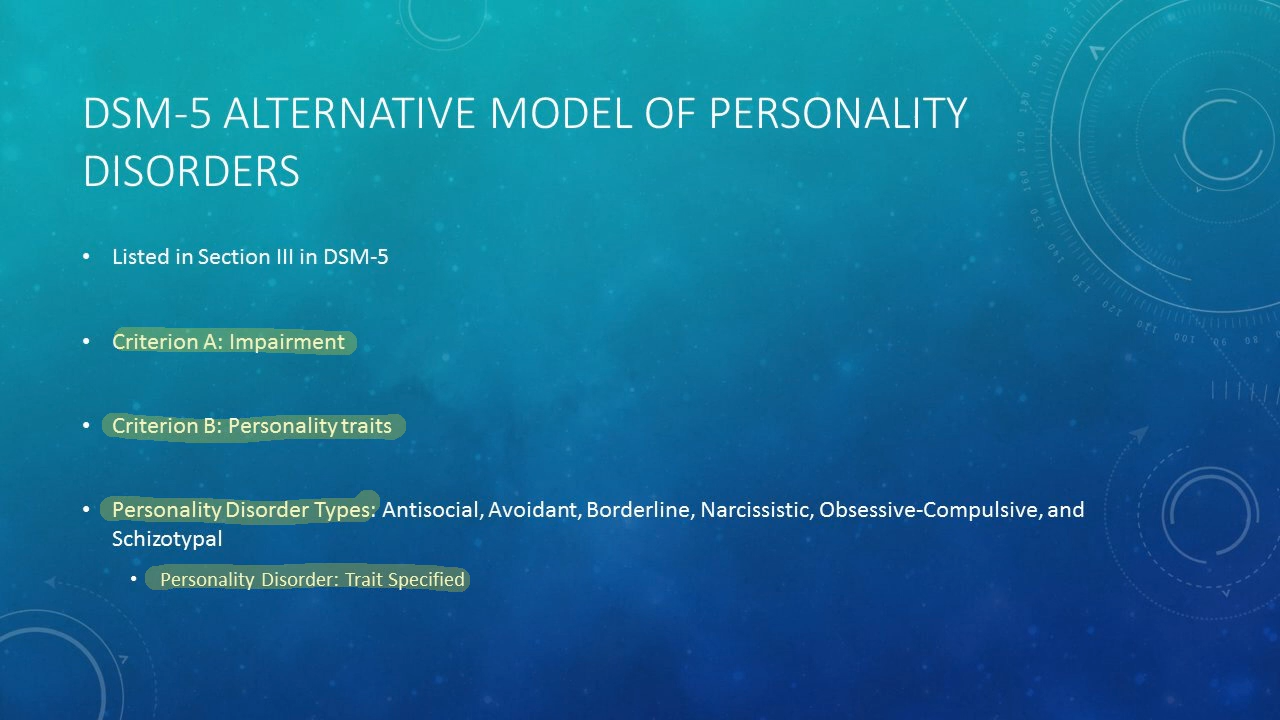 DSM-5 ALTERNATIVE MODEL OF PERSONALITY
DISORDERS
• Listed in Section III in DSM-5
• Criterion A: Impairment
• Criterion B: Personality traits
• Personality Disorder Types: Antisocial, Avoidant, Borderline, Narcissistic, Obsessive-Compulsive, and
Schizotypal
• Personality Disorder: Trait Specified